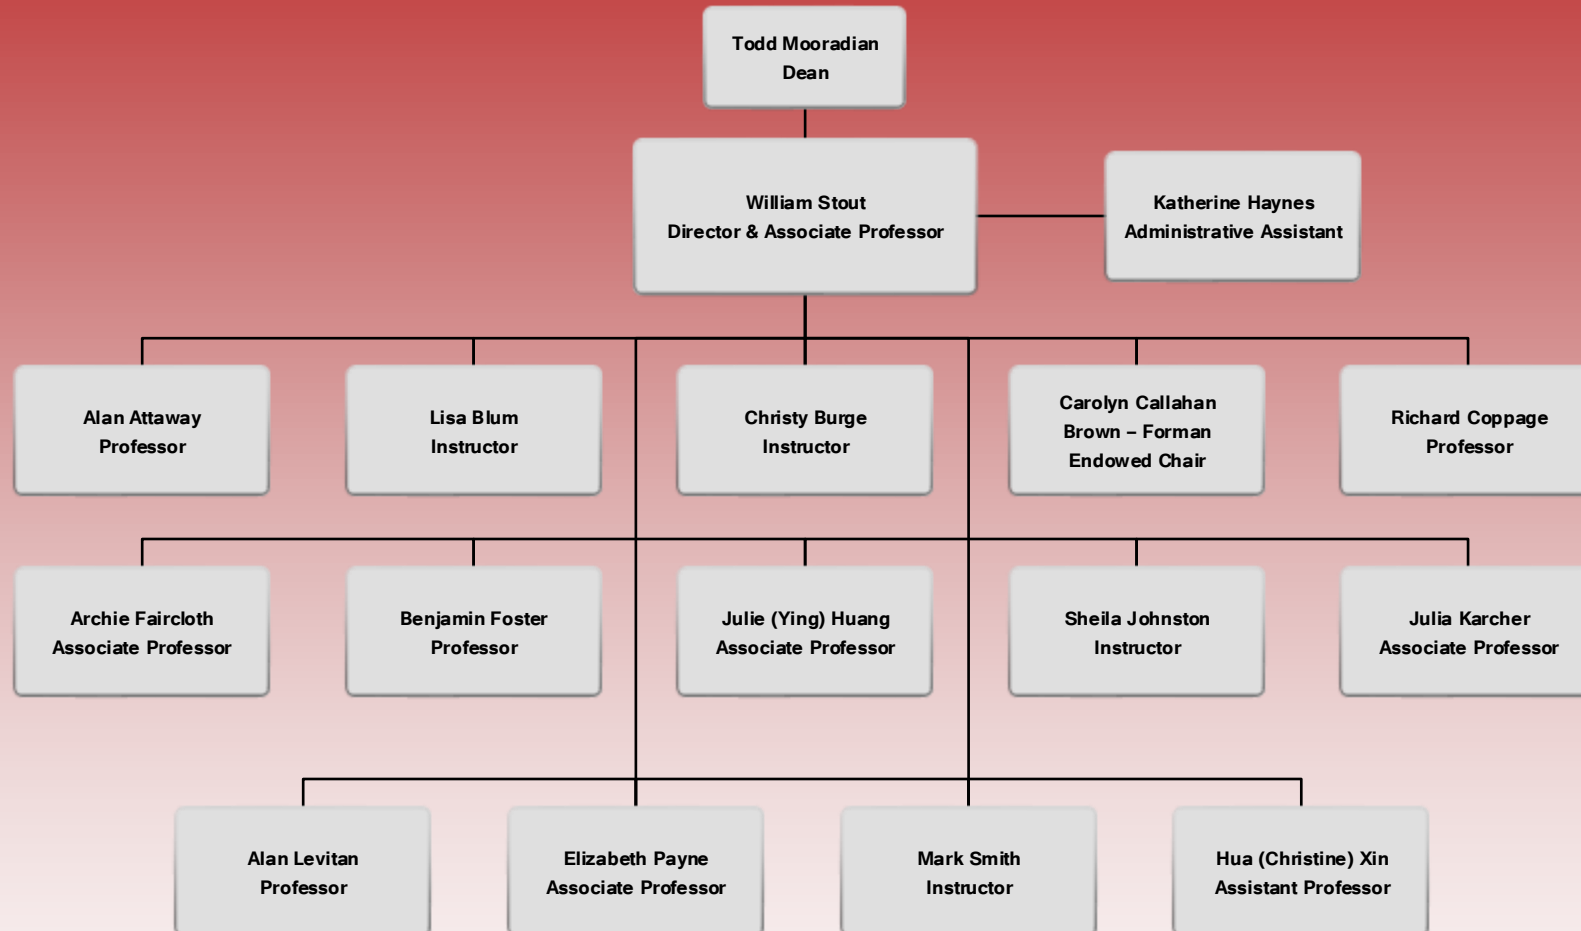 Todd Mooradian
Dean
William Stout
Director & Associate Professor
Katherine Haynes
Administrative Assistant
Alan Attaway
Professor
Lisa Blum
Instructor
Christy Burge
Instructor
Carolyn Callahan
Brown – Forman
Endowed Chair
Richard Coppage
Professor
Archie Faircloth
Associate Professor
Benjamin Foster
Professor
Julie (Ying) Huang
Associate Professor
Sheila Johnston
Instructor
Julia Karcher
Associate Professor
Alan Levitan
Professor
Elizabeth Payne
Associate Professor
Mark Smith
Instructor
Hua (Christine) Xin
Assistant Professor